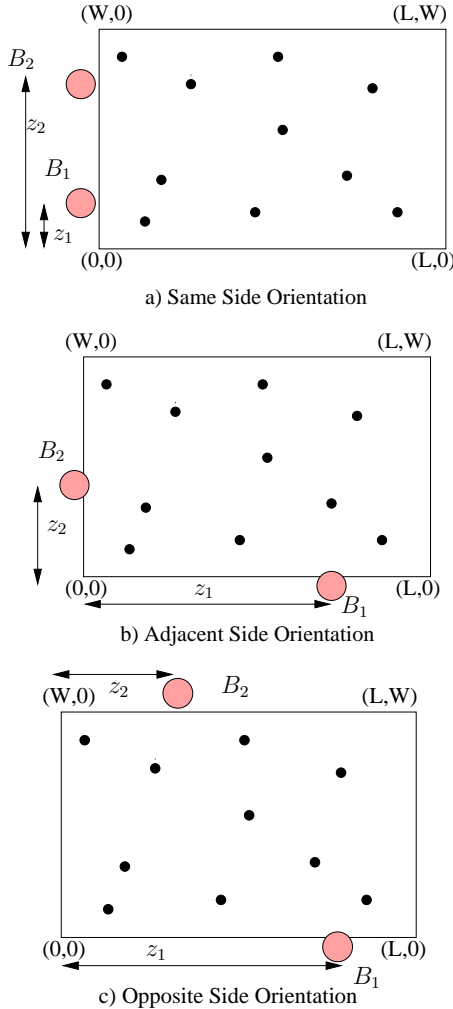 (W,0) (L,W)
B₂
z₂
B₁
z₁
(0,0) (L,0)
a) Same Side Orientation
(W,0) (L,W)
B₂
z₂
z₁
(0,0) (L,0)
B₁
b) Adjacent Side Orientation
z₂ B₂
(W,0) (L,W)
(0,0) z₁ (L,0)
B₁
c) Opposite Side Orientation